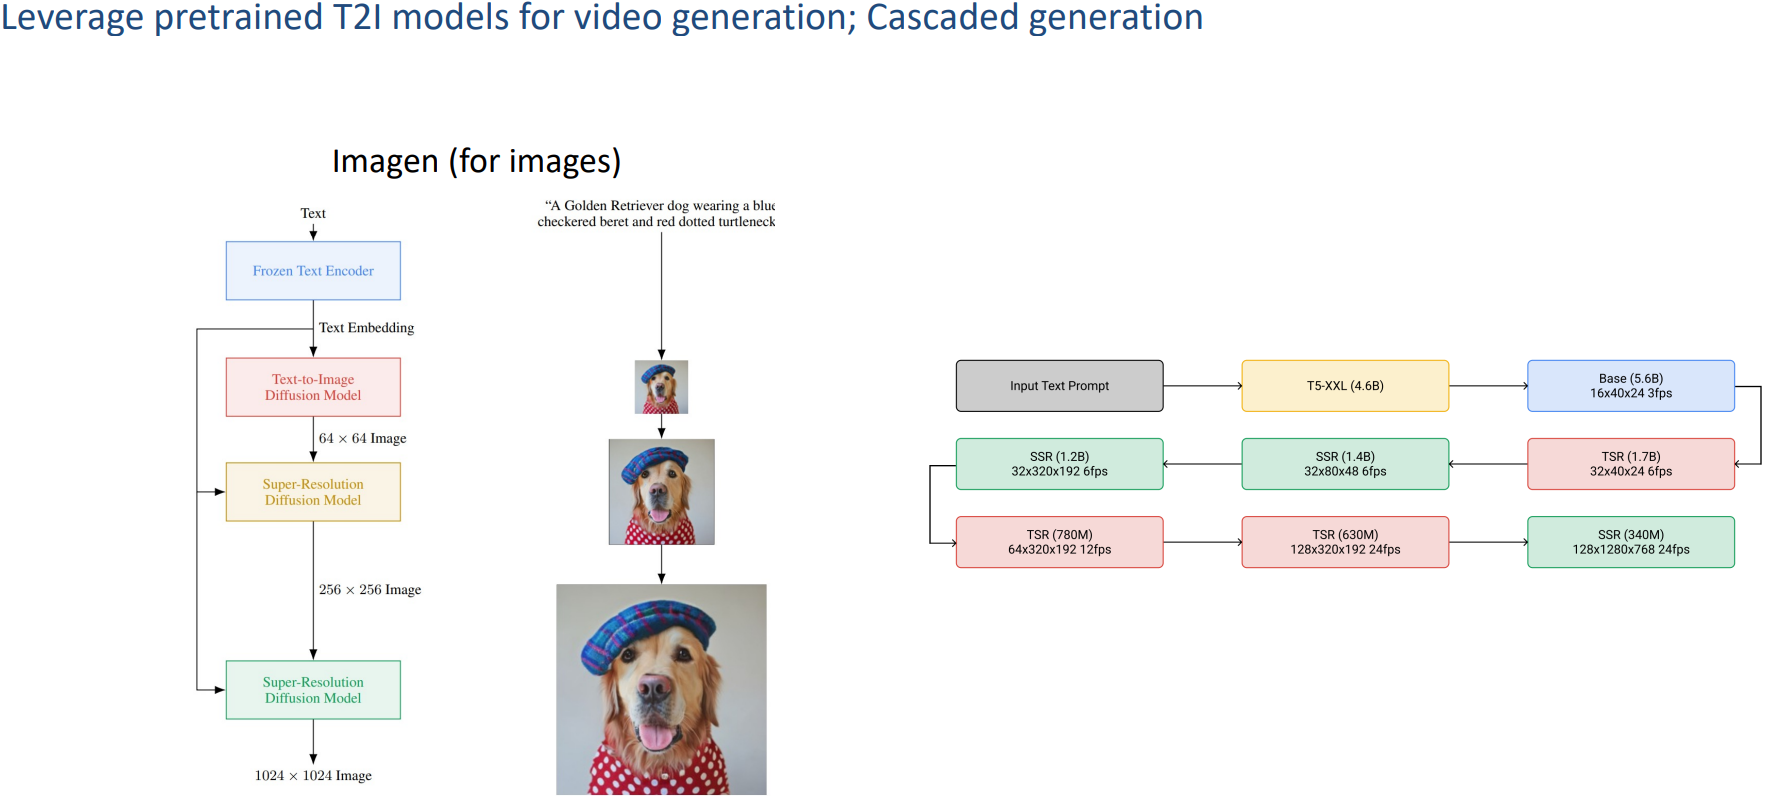 Leverage pretrained T2I models for video generation; Cascaded generation
Imagen (for images)
Text
Frozen Text Encoder
Text Embedding
Text-to-Image
Diffusion Model
64 × 64 Image
Super-Resolution
Diffusion Model
256 × 256 Image
Super-Resolution
Diffusion Model
1024 × 1024 Image
“A Golden Retriever dog wearing a blue
checkered beret and red dotted turtleneck
Input Text Prompt
T5-XXL (4.6B)
Base (5.6B)
16x40x24 3fps
SSR (1.2B)
32x320x192 6fps
SSR (1.4B)
32x80x48 6fps
TSR (1.7B)
32x40x24 6fps
TSR (780M)
64x320x192 12fps
TSR (630M)
128x320x192 24fps
SSR (340M)
128x1280x768 24fps